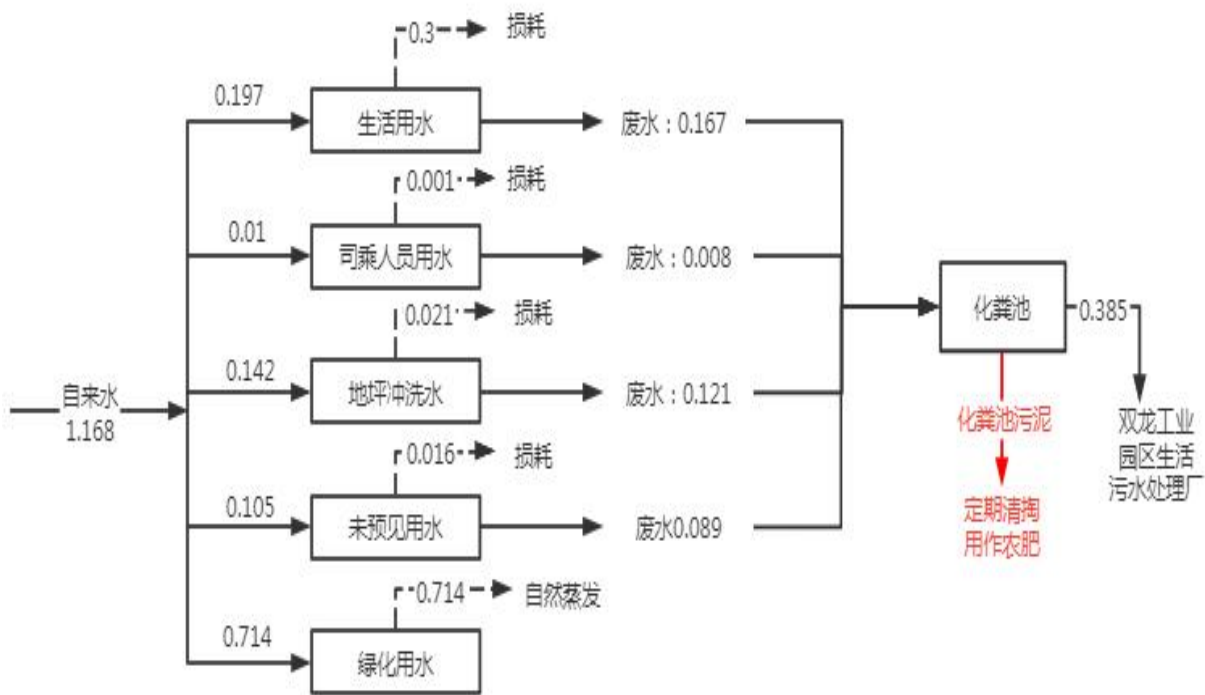 0.3
损耗
0.197
生活用水
废水：0.167
0.001
损耗
0.01
司乘人员用水
废水：0.008
化粪池
0.385
0.021
损耗
自来水
1.168
0.142
地坪冲洗水
废水：0.121
化粪池污泥
定期清掏
用作农肥
双龙工业
园区生活
污水处理厂
0.016
损耗
0.105
未预见用水
废水0.089
0.714
自然蒸发
0.714
绿化用水